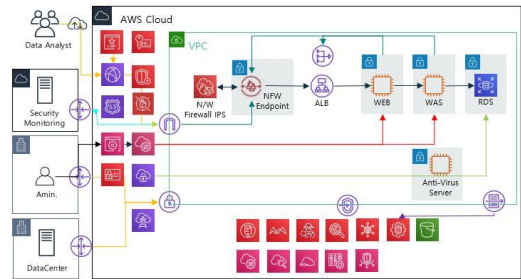 AWS Cloud
Data Analyst
VPC
Security
Monitoring
N/W
Firewall IPS
NFW
Endpoint
ALB
WEB
WAS
RDS
Amin.
Anti-Virus
Server
DataCenter